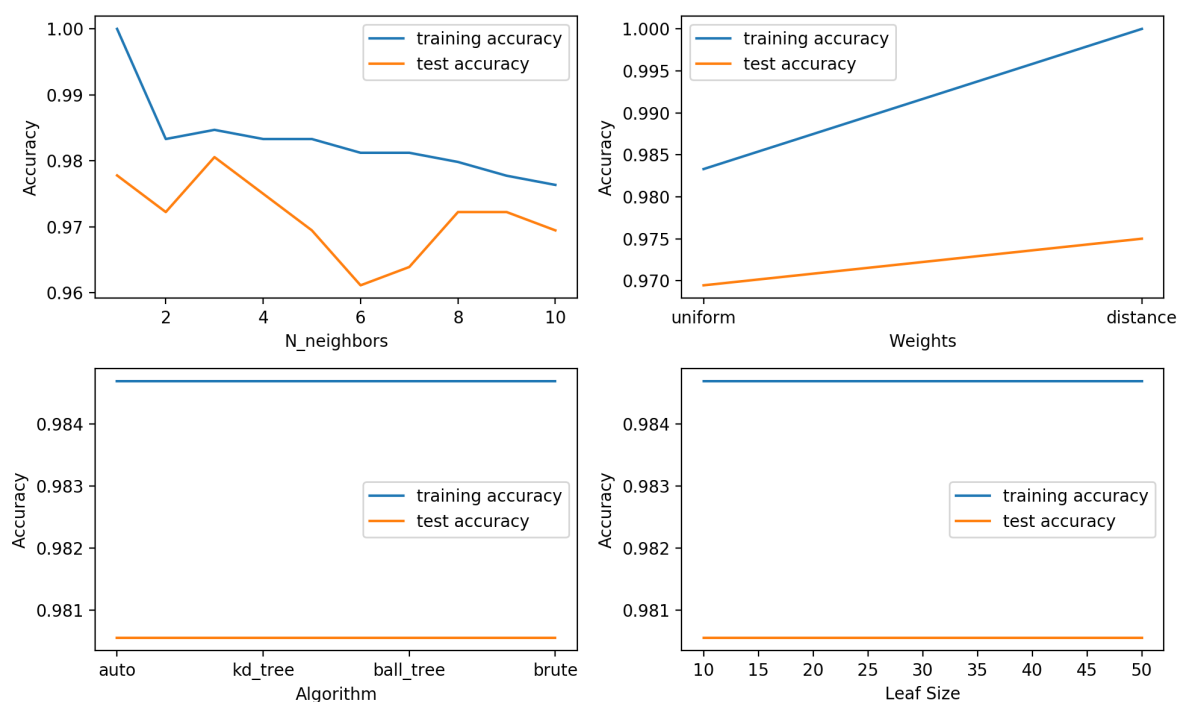 1.00
0.99
0.98
0.97
0.96
Accuracy
training accuracy
test accuracy
2 4 6 8 10
N_neighbors
1.000
0.995
0.990
0.985
0.980
0.975
0.970
Accuracy
training accuracy
test accuracy
uniform distance
Weights
0.984
0.983
0.982
0.981
Accuracy
training accuracy
test accuracy
auto kd_tree ball_tree brute
Algorithm
0.984
0.983
0.982
0.981
Accuracy
training accuracy
test accuracy
10 15 20 25 30 35 40 45 50
Leaf Size